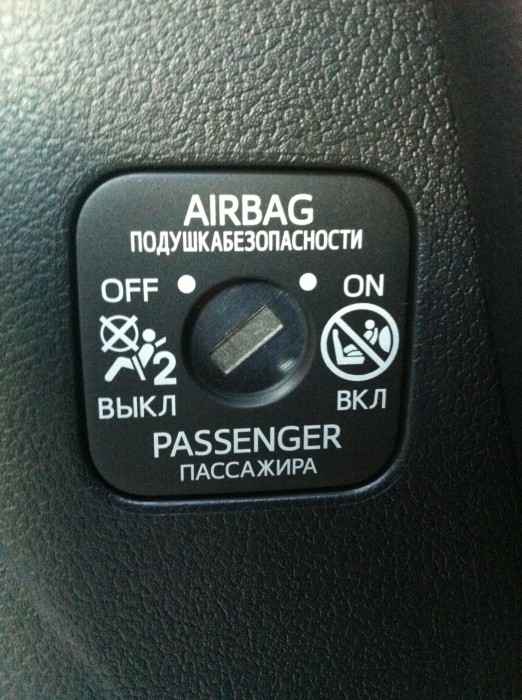 AIRBAG
ПОДУШКАБЕЗОПАСНОСТИ
OFF ON
2
ВЫКЛ ВКЛ
PASSENGER
ПАССАЖИРА